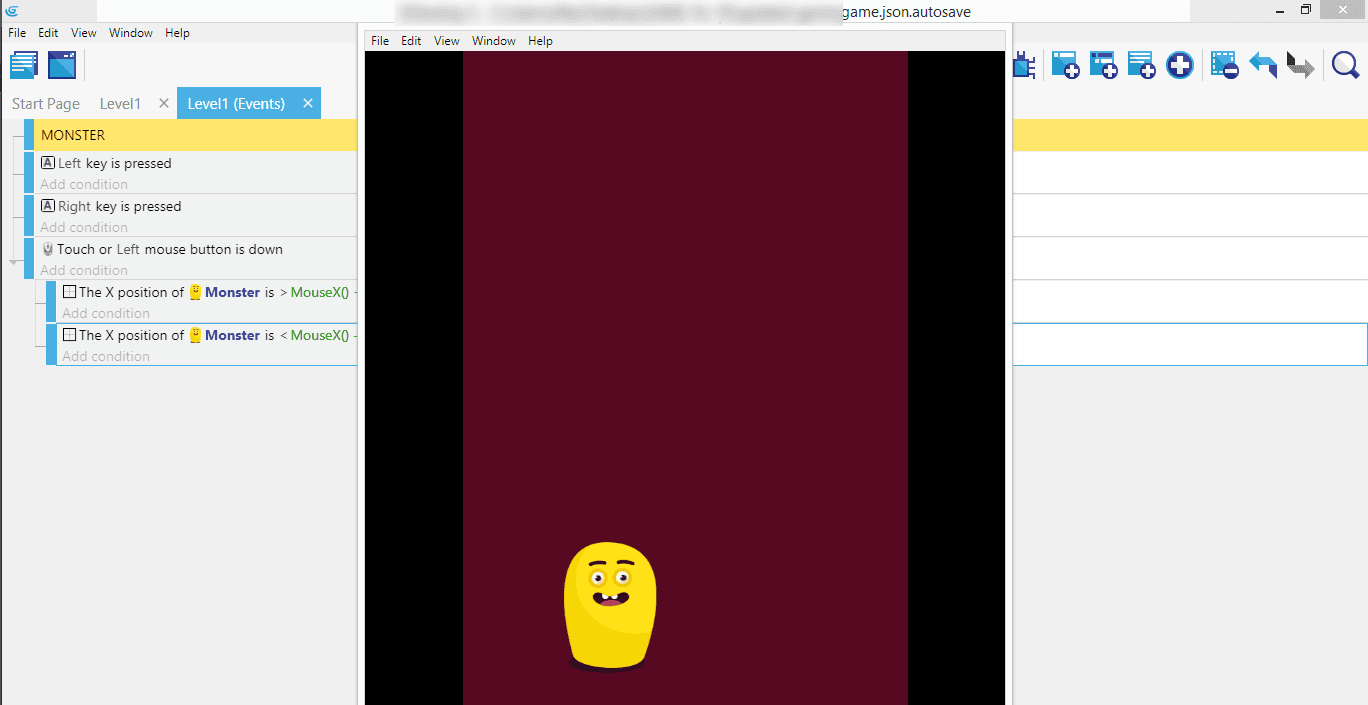 game.json.autosave
File Edit View Window Help
File Edit View Window Help
Start Page Level1 × Level1 (Events) ×
MONSTER
A Left key is pressed
Add condition
A Right key is pressed
Add condition
Touch or Left mouse button is down
Add condition
The X position of Monster is > MouseX() -
Add condition
The X position of Monster is < MouseX() -
Add condition